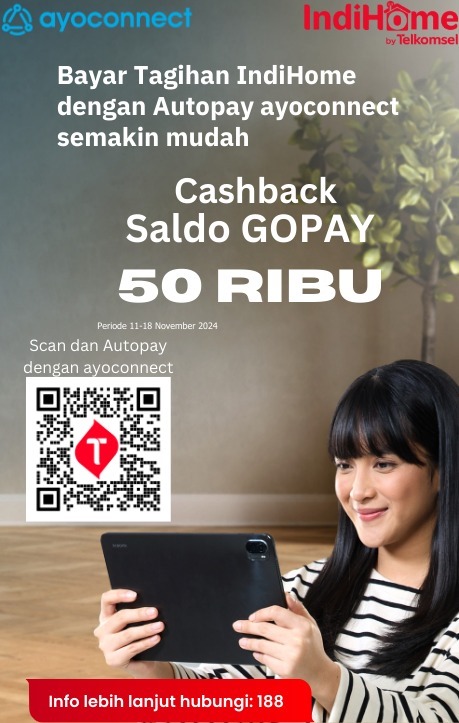 ayoconnect
IndiHome
by Telkomsel
Bayar Tagihan IndiHome
dengan Autopay ayoconnect
semakin mudah
Cashback
Saldo GOPAY
50 RIBU
Periode 11-18 November 2024
Scan dan Autopay
dengan ayoconnect
T
Info lebih lanjut hubungi: 188